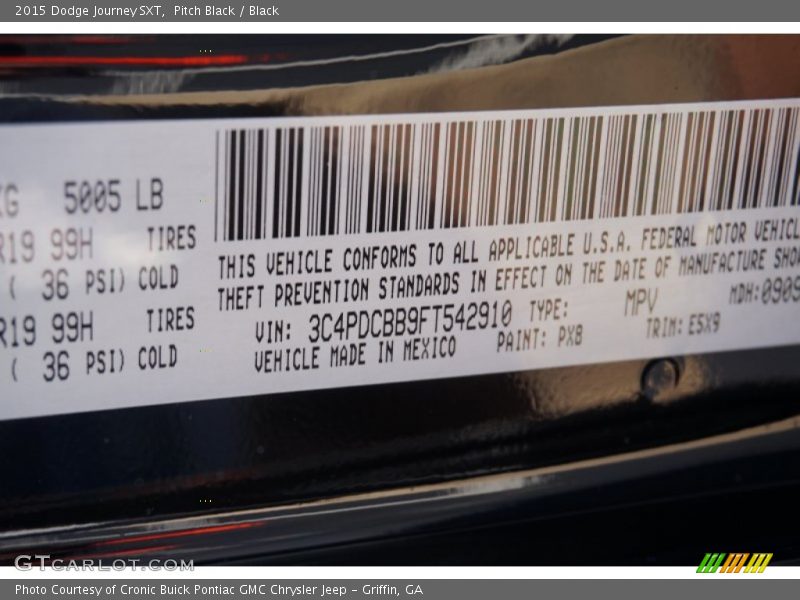 2015 Dodge Journey SXT, Pitch Black / Black
KG 5005 LB
R19 99H TIRES
( 36 PSI) COLD
R19 99H TIRES
( 36 PSI) COLD
THIS VEHICLE CONFORMS TO ALL APPLICABLE U.S.A. FEDERAL MOTOR VEHICL
THEFT PREVENTION STANDARDS IN EFFECT ON THE DATE OF MANUFACTURE SHO
VIN: 3C4PDCBB9FT542910 TYPE: MPV MDH:0909
VEHICLE MADE IN MEXICO PAINT: PX8 TRIM: E5X9
GTCARLOT.COM
Photo Courtesy of Cronic Buick Pontiac GMC Chrysler Jeep – Griffin, GA